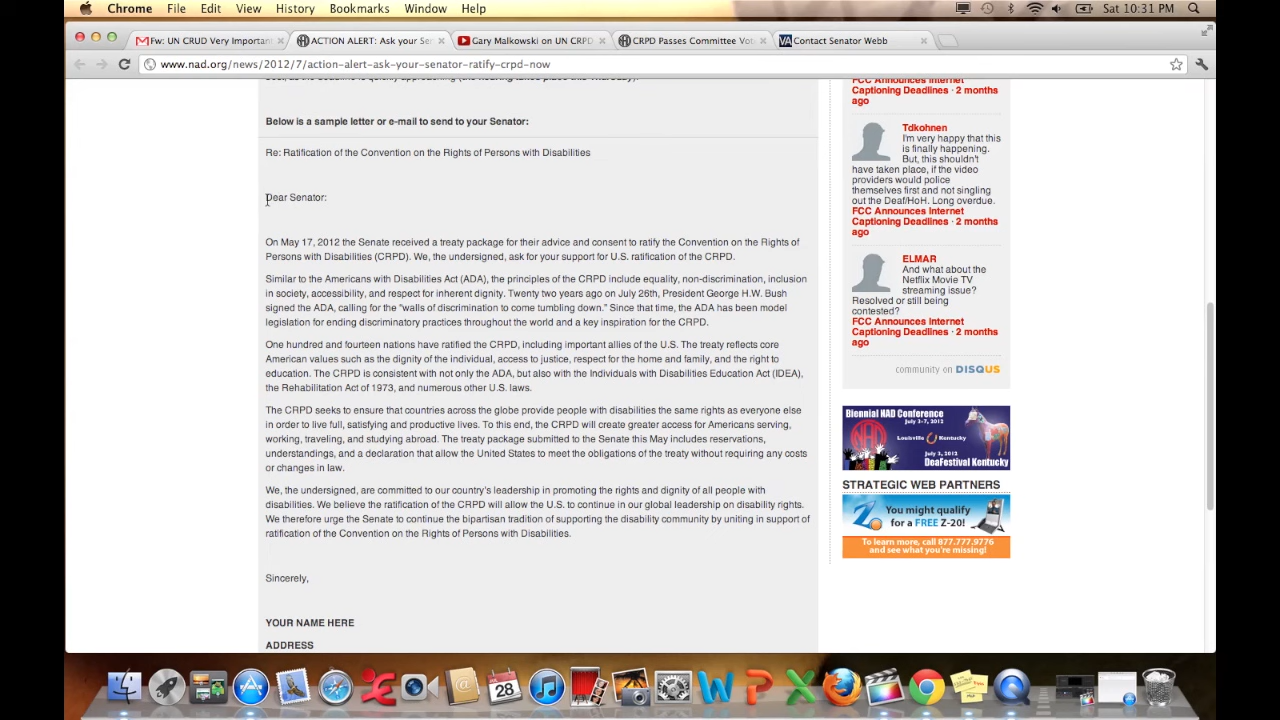 Chrome File Edit View History Bookmarks Window Help Sat 10:31 PM
Fw: UN CRUD Very Important
ACTION ALERT: Ask your Sen
Gary Malkowski on UN CRPD
CRPD Passes Committee Vot
Contact Senator Webb
www.nad.org/news/2012/7/action-alert-ask-your-senator-ratify-crpd-now
Below is a sample letter or e-mail to send to your Senator:
Re: Ratification of the Convention on the Rights of Persons with Disabilities
Dear Senator:
On May 17, 2012 the Senate received a treaty package for their advice and consent to ratify the Convention on the Rights of
Persons with Disabilities (CRPD). We, the undersigned, ask for your support for U.S. ratification of the CRPD.
Similar to the Americans with Disabilities Act (ADA), the principles of the CRPD include equality, non-discrimination, inclusion
in society, accessibility, and respect for inherent dignity. Twenty two years ago on July 26th, President George H.W. Bush
signed the ADA, calling for the “walls of discrimination to come tumbling down.” Since that time, the ADA has been model
legislation for ending discriminatory practices throughout the world and a key inspiration for the CRPD.
One hundred and fourteen nations have ratified the CRPD, including important allies of the U.S. The treaty reflects core
American values such as the dignity of the individual, access to justice, respect for the home and family, and the right to
education. The CRPD is consistent with not only the ADA, but also with the Individuals with Disabilities Education Act (IDEA),
the Rehabilitation Act of 1973, and numerous other U.S. laws.
The CRPD seeks to ensure that countries across the globe provide people with disabilities the same rights as everyone else
in order to live full, satisfying and productive lives. To this end, the CRPD will create greater access for Americans serving,
working, traveling, and studying abroad. The treaty package submitted to the Senate this May includes reservations,
understandings, and a declaration that allow the United States to meet the obligations of the treaty without requiring any costs
or changes in law.
We, the undersigned, are committed to our country's leadership in promoting the rights and dignity of all people with
disabilities. We believe the ratification of the CRPD will allow the U.S. to continue in our global leadership on disability rights.
We therefore urge the Senate to continue the bipartisan tradition of supporting the disability community by uniting in support of
ratification of the Convention on the Rights of Persons with Disabilities.
Sincerely,
YOUR NAME HERE
ADDRESS
FCC Announces Internet
Captioning Deadlines · 2 months
ago
Tdkohnen
I'm very happy that this
is finally happening.
But, this shouldn't
have taken place, if the video
providers would police
themselves first and not singling
out the Deaf/HoH. Long overdue.
FCC Announces Internet
Captioning Deadlines · 2 months
ago
ELMAR
And what about the
Netflix Movie TV
streaming issue?
Resolved or still being
contested?
FCC Announces Internet
Captioning Deadlines · 2 months
ago
community on DISQUS
Biennial NAD Conference
July 3-7, 2012
Louisville Kentucky
July 3, 2012
DeaFestival Kentucky
STRATEGIC WEB PARTNERS
You might qualify
for a FREE Z-20!
To learn more, call 877.777.9776
and see what you're missing!
28